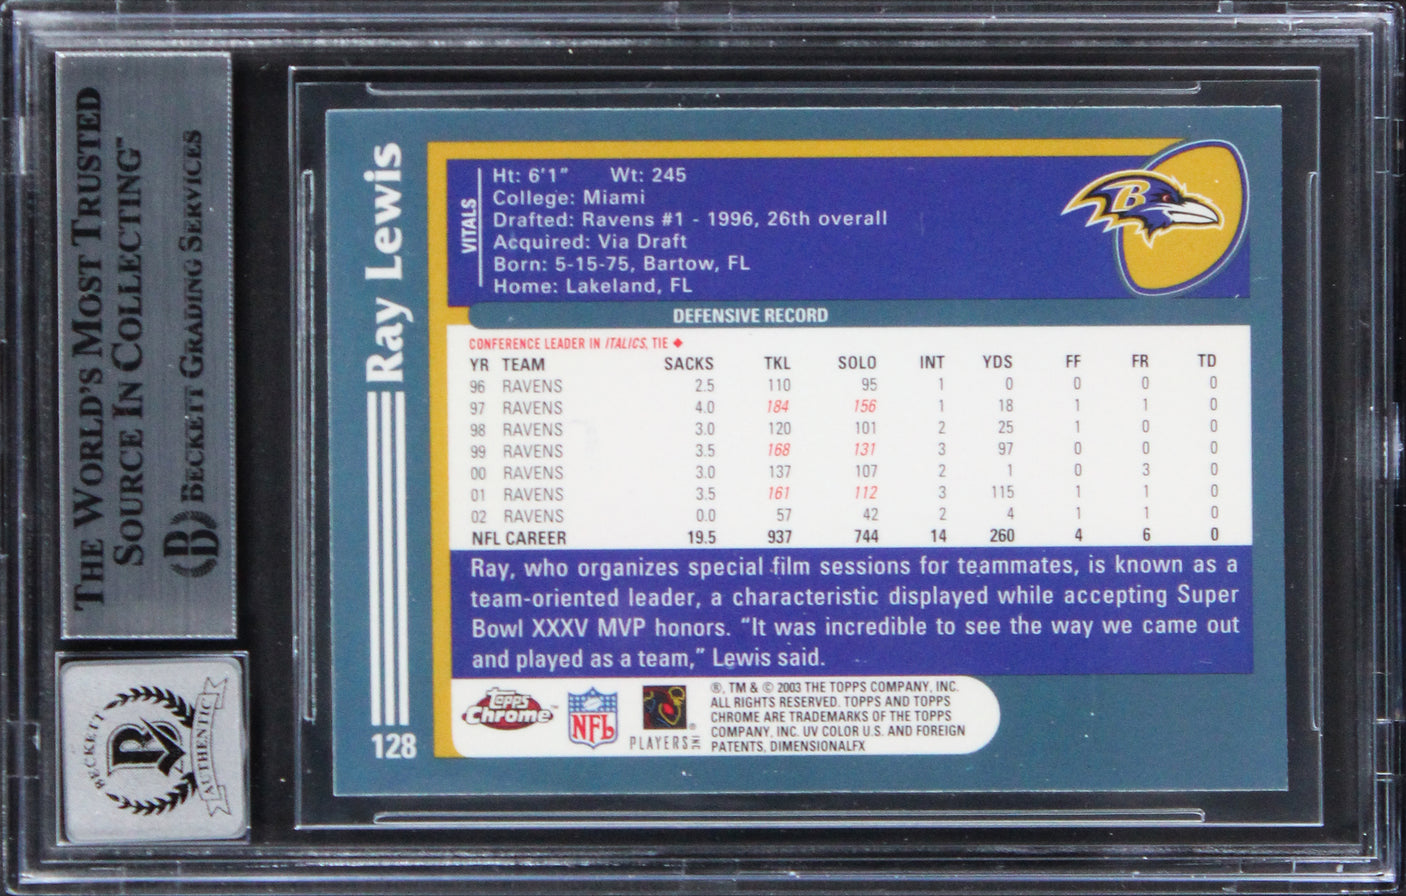 THE WORLD'S MOST TRUSTED
SOURCE IN COLLECTING™
BECKETT GRADING SERVICES
BECKETT
AUTHENTIC
Ray Lewis
128
VITALS
Ht: 6'1" Wt: 245
College: Miami
Drafted: Ravens #1 - 1996, 26th overall
Acquired: Via Draft
Born: 5-15-75, Bartow, FL
Home: Lakeland, FL
B
DEFENSIVE RECORD
CONFERENCE LEADER IN ITALICS, TIE ◆
YR TEAM SACKS TKL SOLO INT YDS FF FR TD
96 RAVENS 2.5 110 95 1 0 0 0 0
97 RAVENS 4.0 184 156 1 18 1 1 0
98 RAVENS 3.0 120 101 2 25 1 0 0
99 RAVENS 3.5 168 131 3 97 0 0 0
00 RAVENS 3.0 137 107 2 1 0 3 0
01 RAVENS 3.5 161 112 3 115 1 1 0
02 RAVENS 0.0 57 42 2 4 1 1 0
NFL CAREER 19.5 937 744 14 260 4 6 0
Ray, who organizes special film sessions for teammates, is known as a
team-oriented leader, a characteristic displayed while accepting Super
Bowl XXXV MVP honors. “It was incredible to see the way we came out
and played as a team,” Lewis said.
Topps
Chrome™
NFL
PLAYERS INC
®, TM & © 2003 THE TOPPS COMPANY, INC.
ALL RIGHTS RESERVED. TOPPS AND TOPPS
CHROME ARE TRADEMARKS OF THE TOPPS
COMPANY, INC. UV COLOR U.S. AND FOREIGN
PATENTS, DIMENSIONALFX